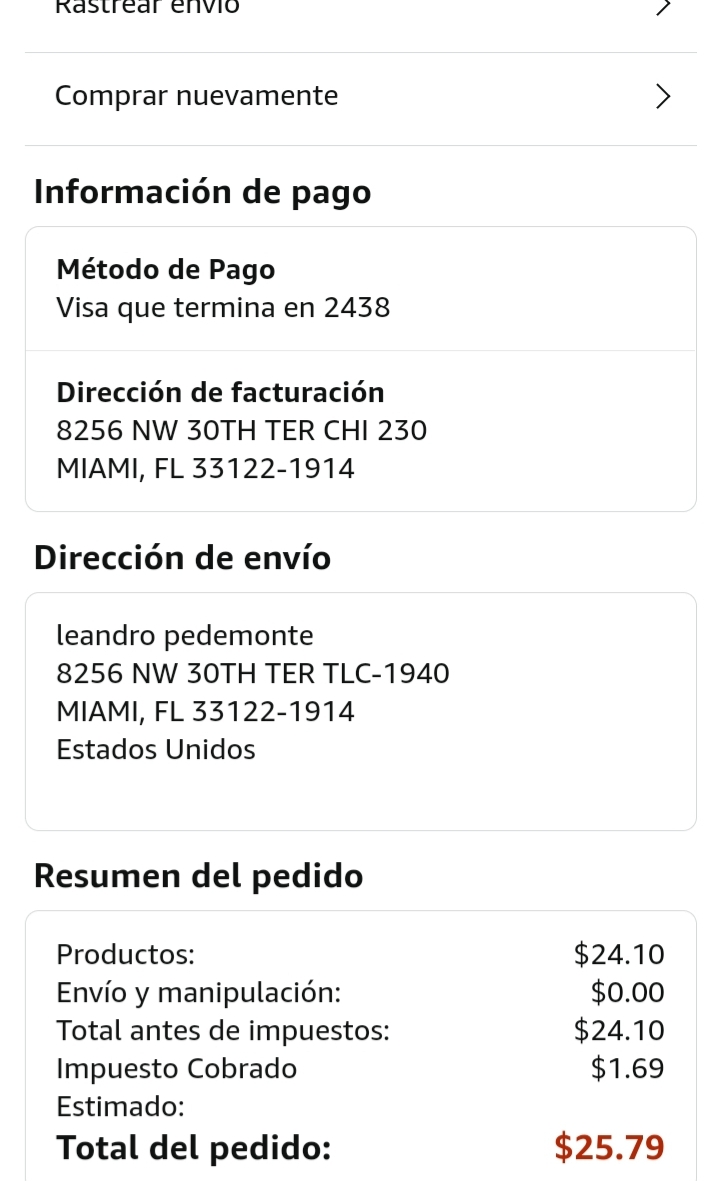 Rastrear envío
Comprar nuevamente
Información de pago
Método de Pago
Visa que termina en 2438
Dirección de facturación
8256 NW 30TH TER CHI 230
MIAMI, FL 33122-1914
Dirección de envío
leandro pedemonte
8256 NW 30TH TER TLC-1940
MIAMI, FL 33122-1914
Estados Unidos
Resumen del pedido
Productos: $24.10
Envío y manipulación: $0.00
Total antes de impuestos: $24.10
Impuesto Cobrado $1.69
Estimado:
Total del pedido: $25.79